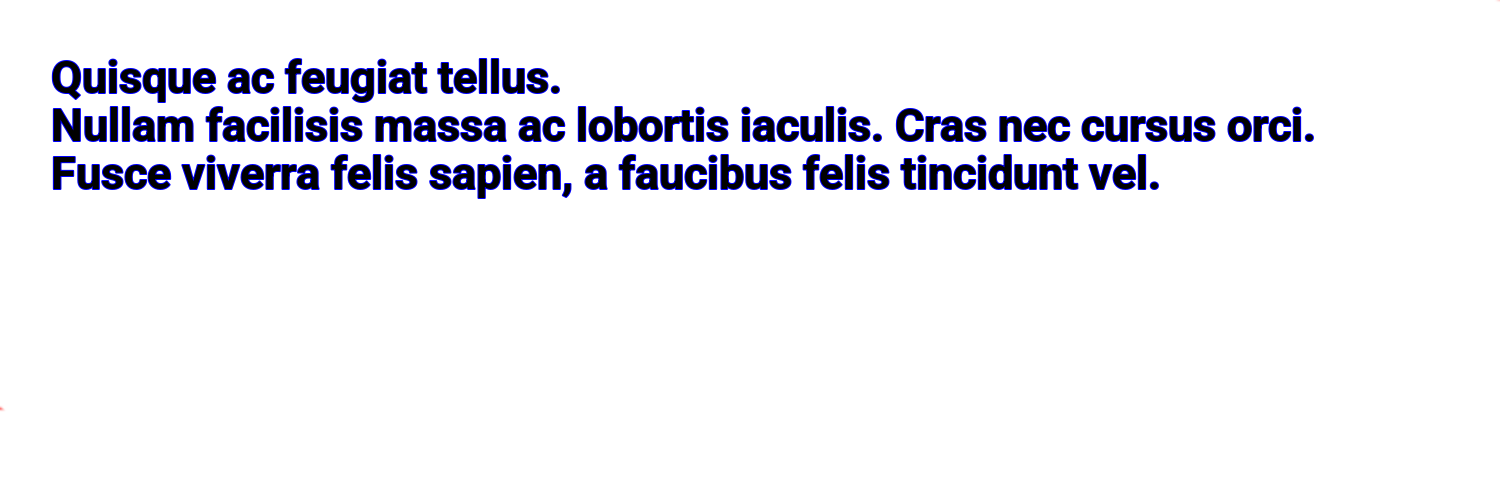 Quisque ac feugiat tellus.
Nullam facilisis massa ac lobortis iaculis. Cras nec cursus orci.
Fusce viverra felis sapien, a faucibus felis tincidunt vel.